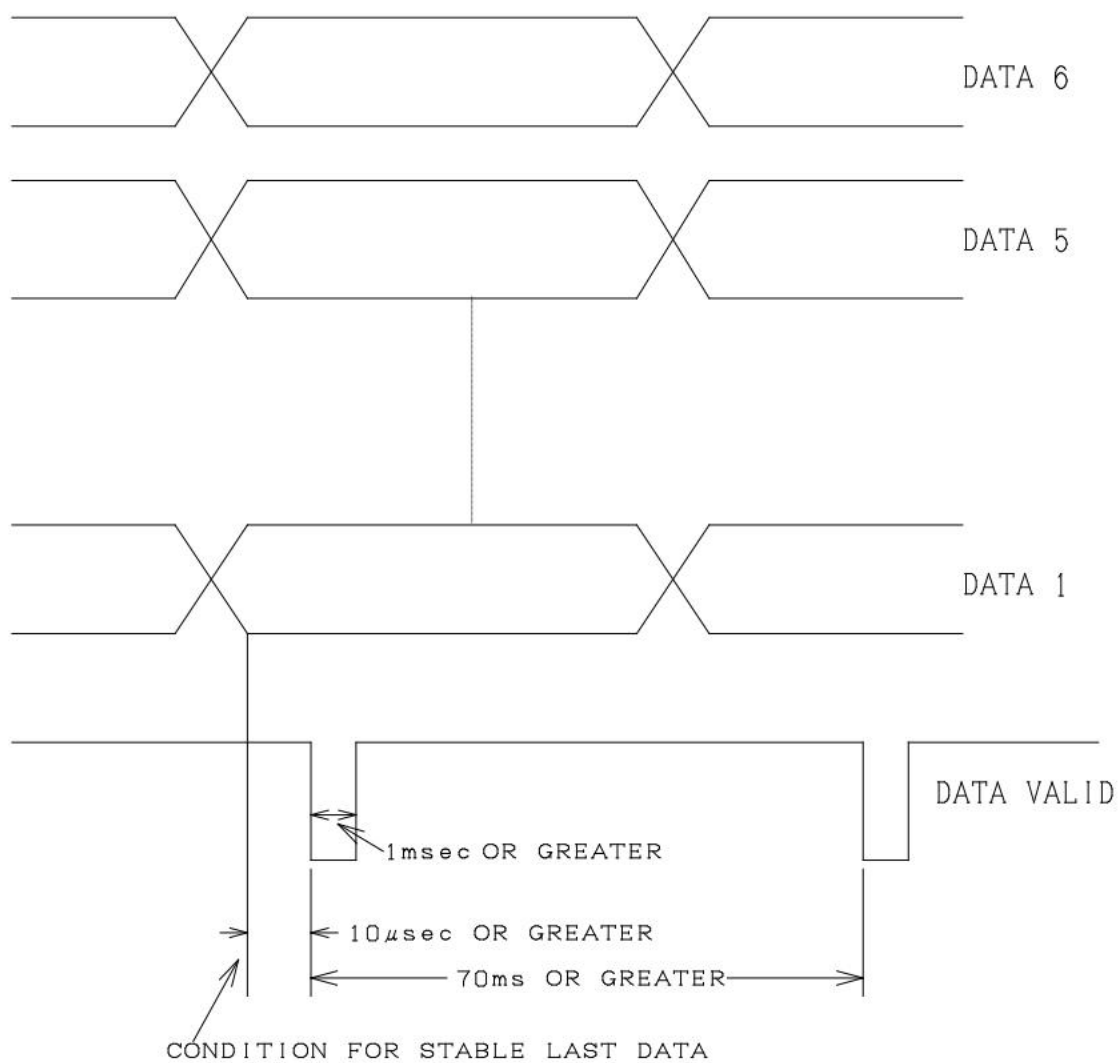 DATA 6
DATA 5
DATA 1
DATA VALID
1msec OR GREATER
10μsec OR GREATER
70ms OR GREATER
CONDITION FOR STABLE LAST DATA